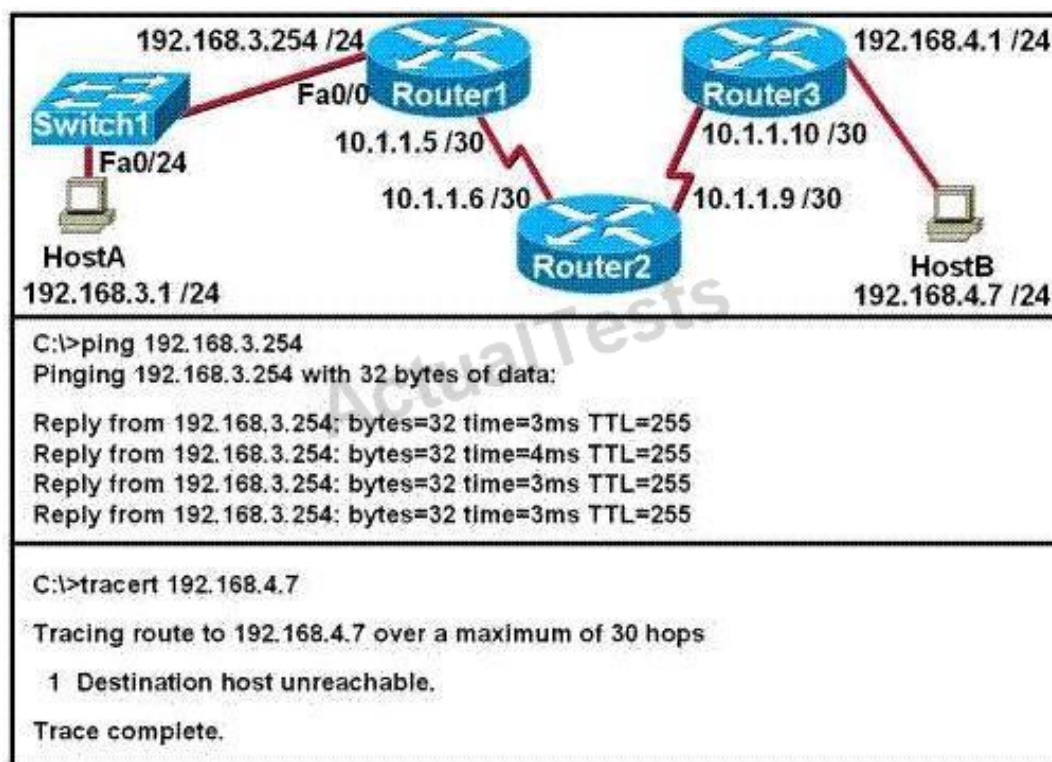 192.168.3.254 /24
192.168.4.1 /24
Fa0/0
Router1
Router3
Switch1
10.1.1.5 /30
10.1.1.10 /30
Fa0/24
10.1.1.6 /30
10.1.1.9 /30
HostA
Router2
HostB
192.168.3.1 /24
192.168.4.7 /24
ActualTests
C:\>ping 192.168.3.254
Pinging 192.168.3.254 with 32 bytes of data:
Reply from 192.168.3.254: bytes=32 time=3ms TTL=255
Reply from 192.168.3.254: bytes=32 time=4ms TTL=255
Reply from 192.168.3.254: bytes=32 time=3ms TTL=255
Reply from 192.168.3.254: bytes=32 time=3ms TTL=255
C:\>tracert 192.168.4.7
Tracing route to 192.168.4.7 over a maximum of 30 hops
1 Destination host unreachable.
Trace complete.